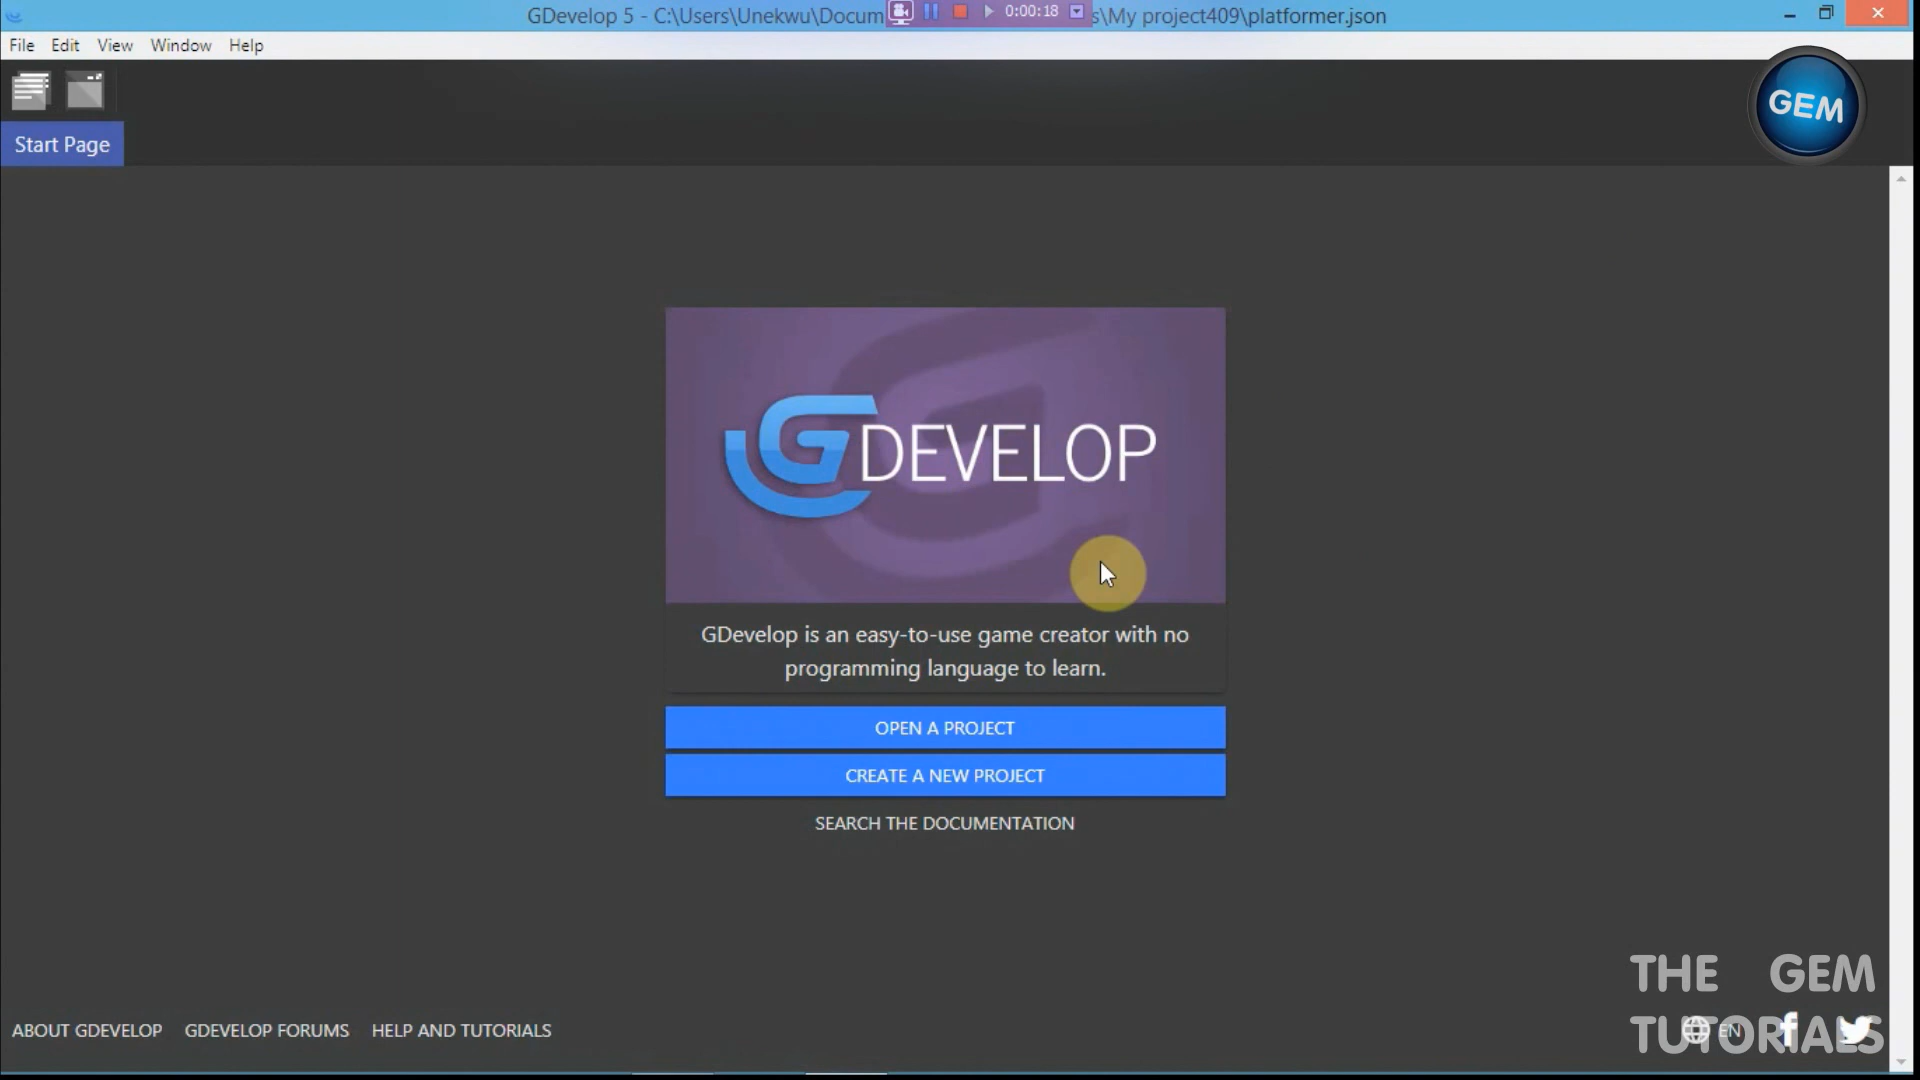 GDevelop 5 - C:\Users\Unekwu\Docum
0:00:18
s\My project409\platformer.json
File Edit View Window Help
GEM
Start Page
GDEVELOP
GDevelop is an easy-to-use game creator with no
programming language to learn.
OPEN A PROJECT
CREATE A NEW PROJECT
SEARCH THE DOCUMENTATION
THE GEM
TUTORIALS
ABOUT GDEVELOP GDEVELOP FORUMS HELP AND TUTORIALS
EN